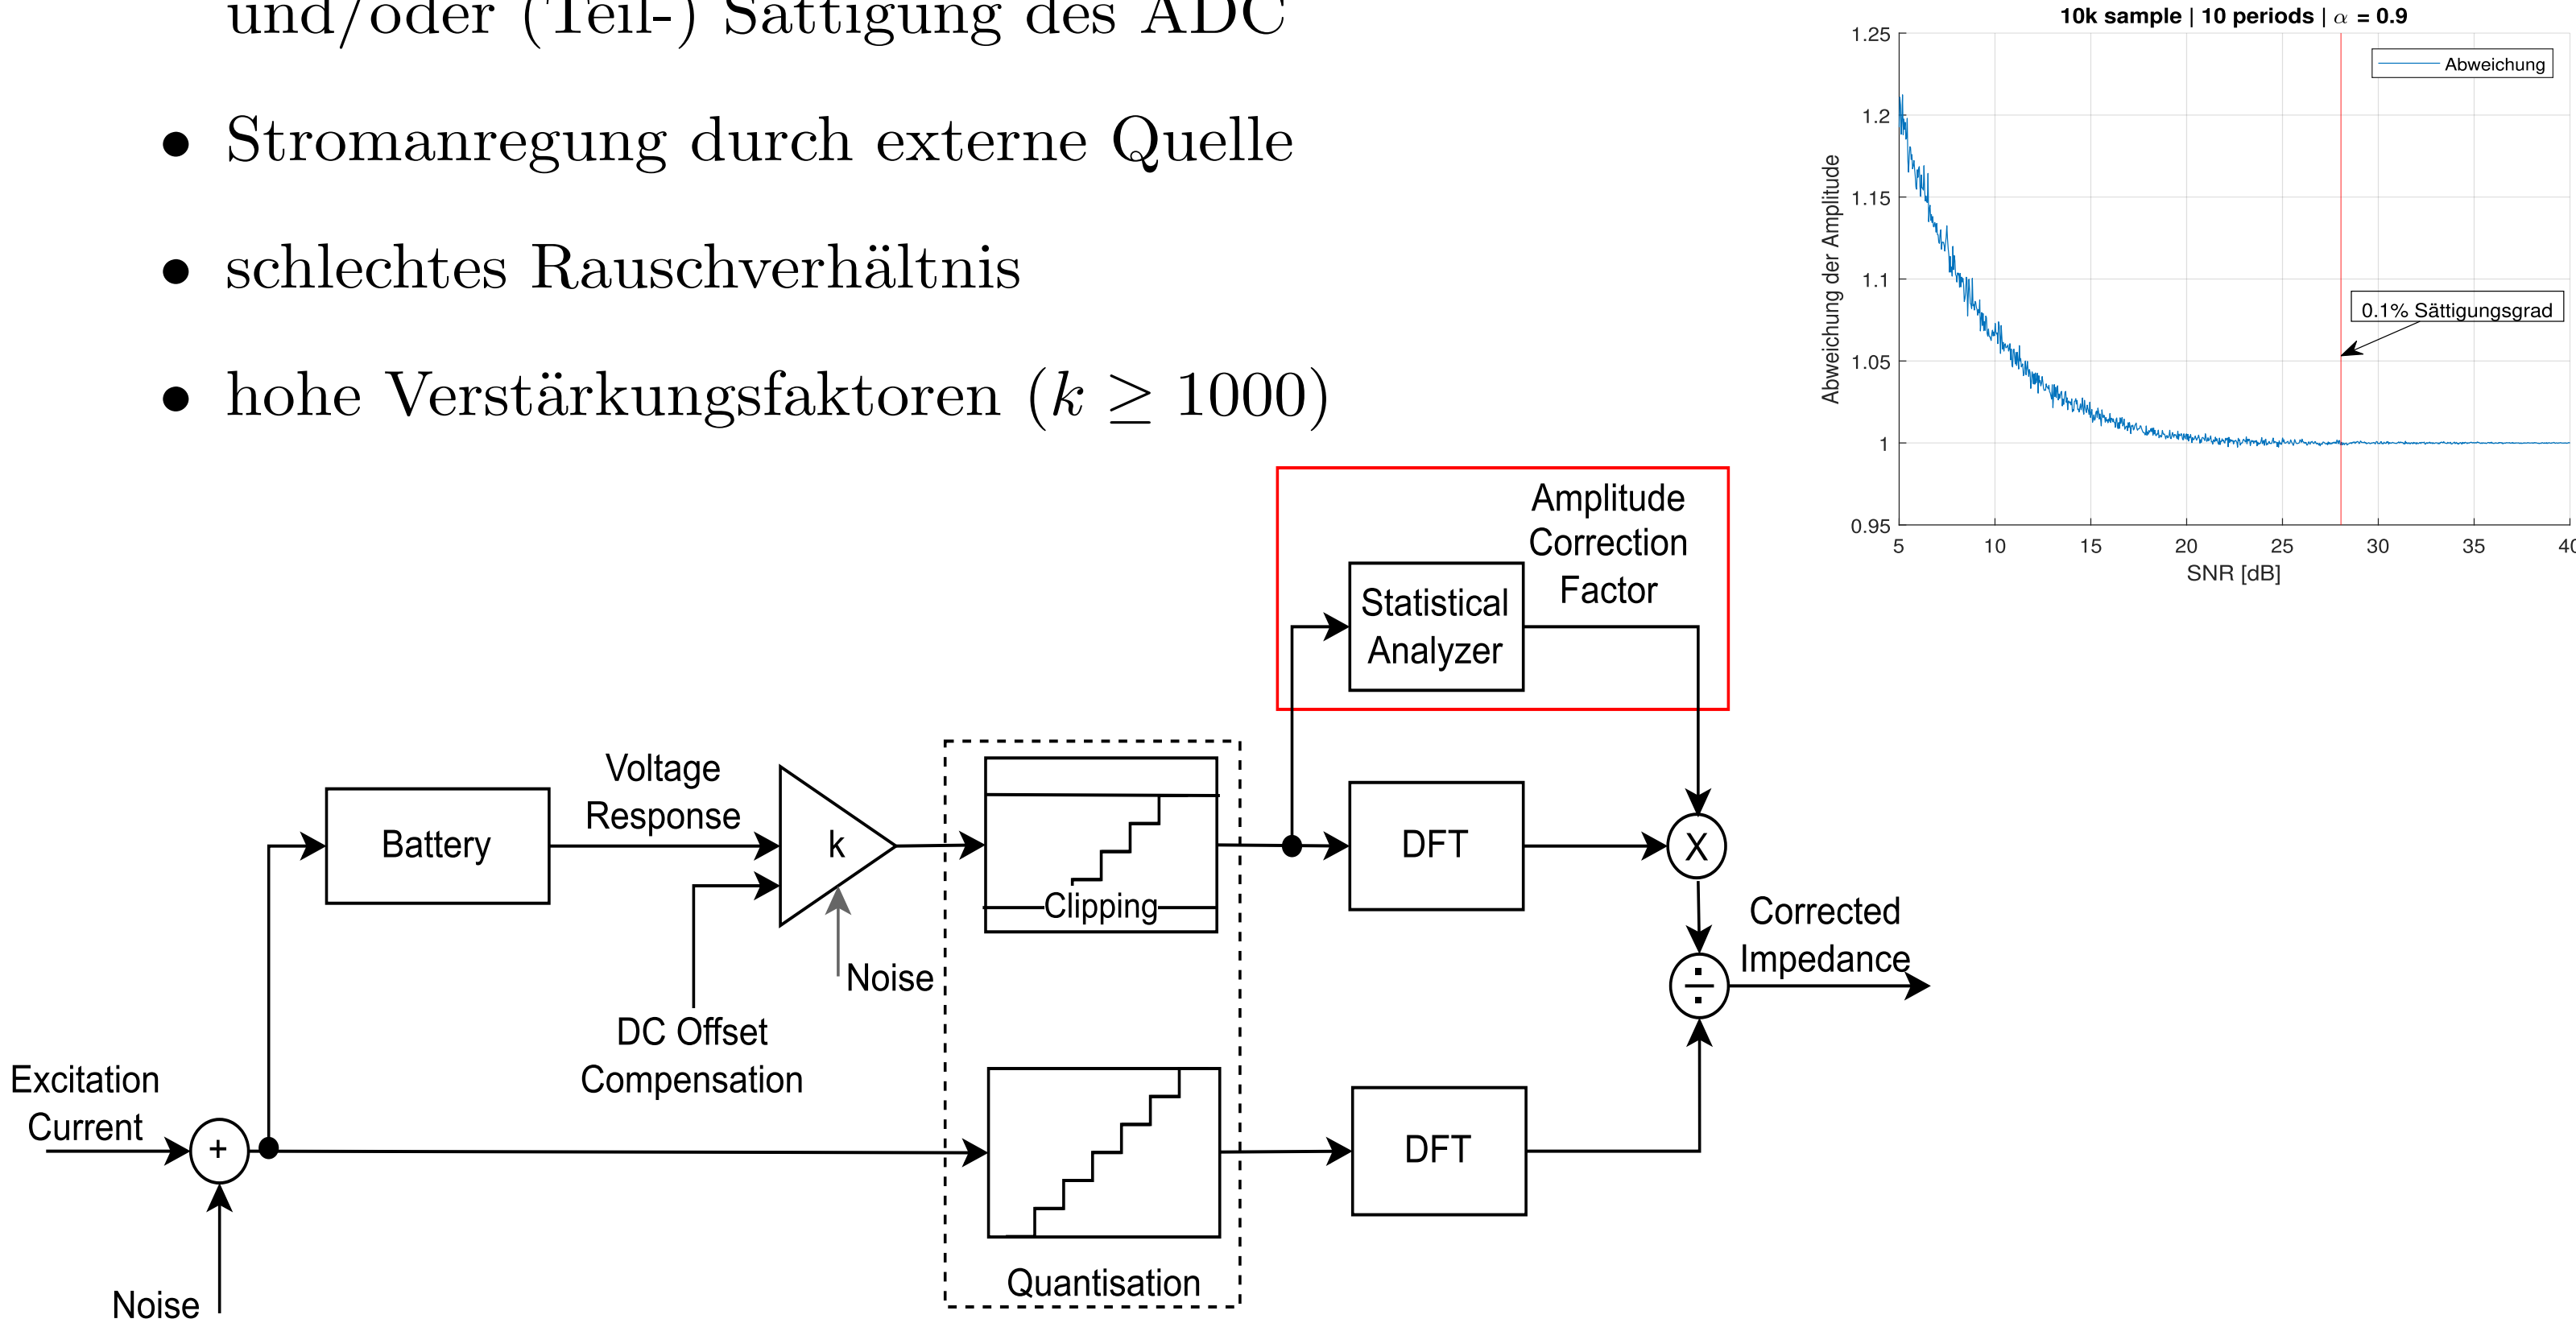 und/oder (Teil-) Sättigung des ADC
• Stromanregung durch externe Quelle
• schlechtes Rauschverhältnis
• hohe Verstärkungsfaktoren (k ≥ 1000)
10k sample | 10 periods | α = 0.9
Abweichung
Abweichung der Amplitude
1.25
1.2
1.15
1.1
1.05
1
0.95
0.1% Sättigungsgrad
5 10 15 20 25 30 35 40
SNR [dB]
Amplitude
Correction
Factor
Statistical
Analyzer
Voltage
Response
Battery
k
Clipping
DFT
X
Noise
DC Offset
Compensation
Corrected
Impedance
÷
Excitation
Current
+
DFT
Quantisation
Noise